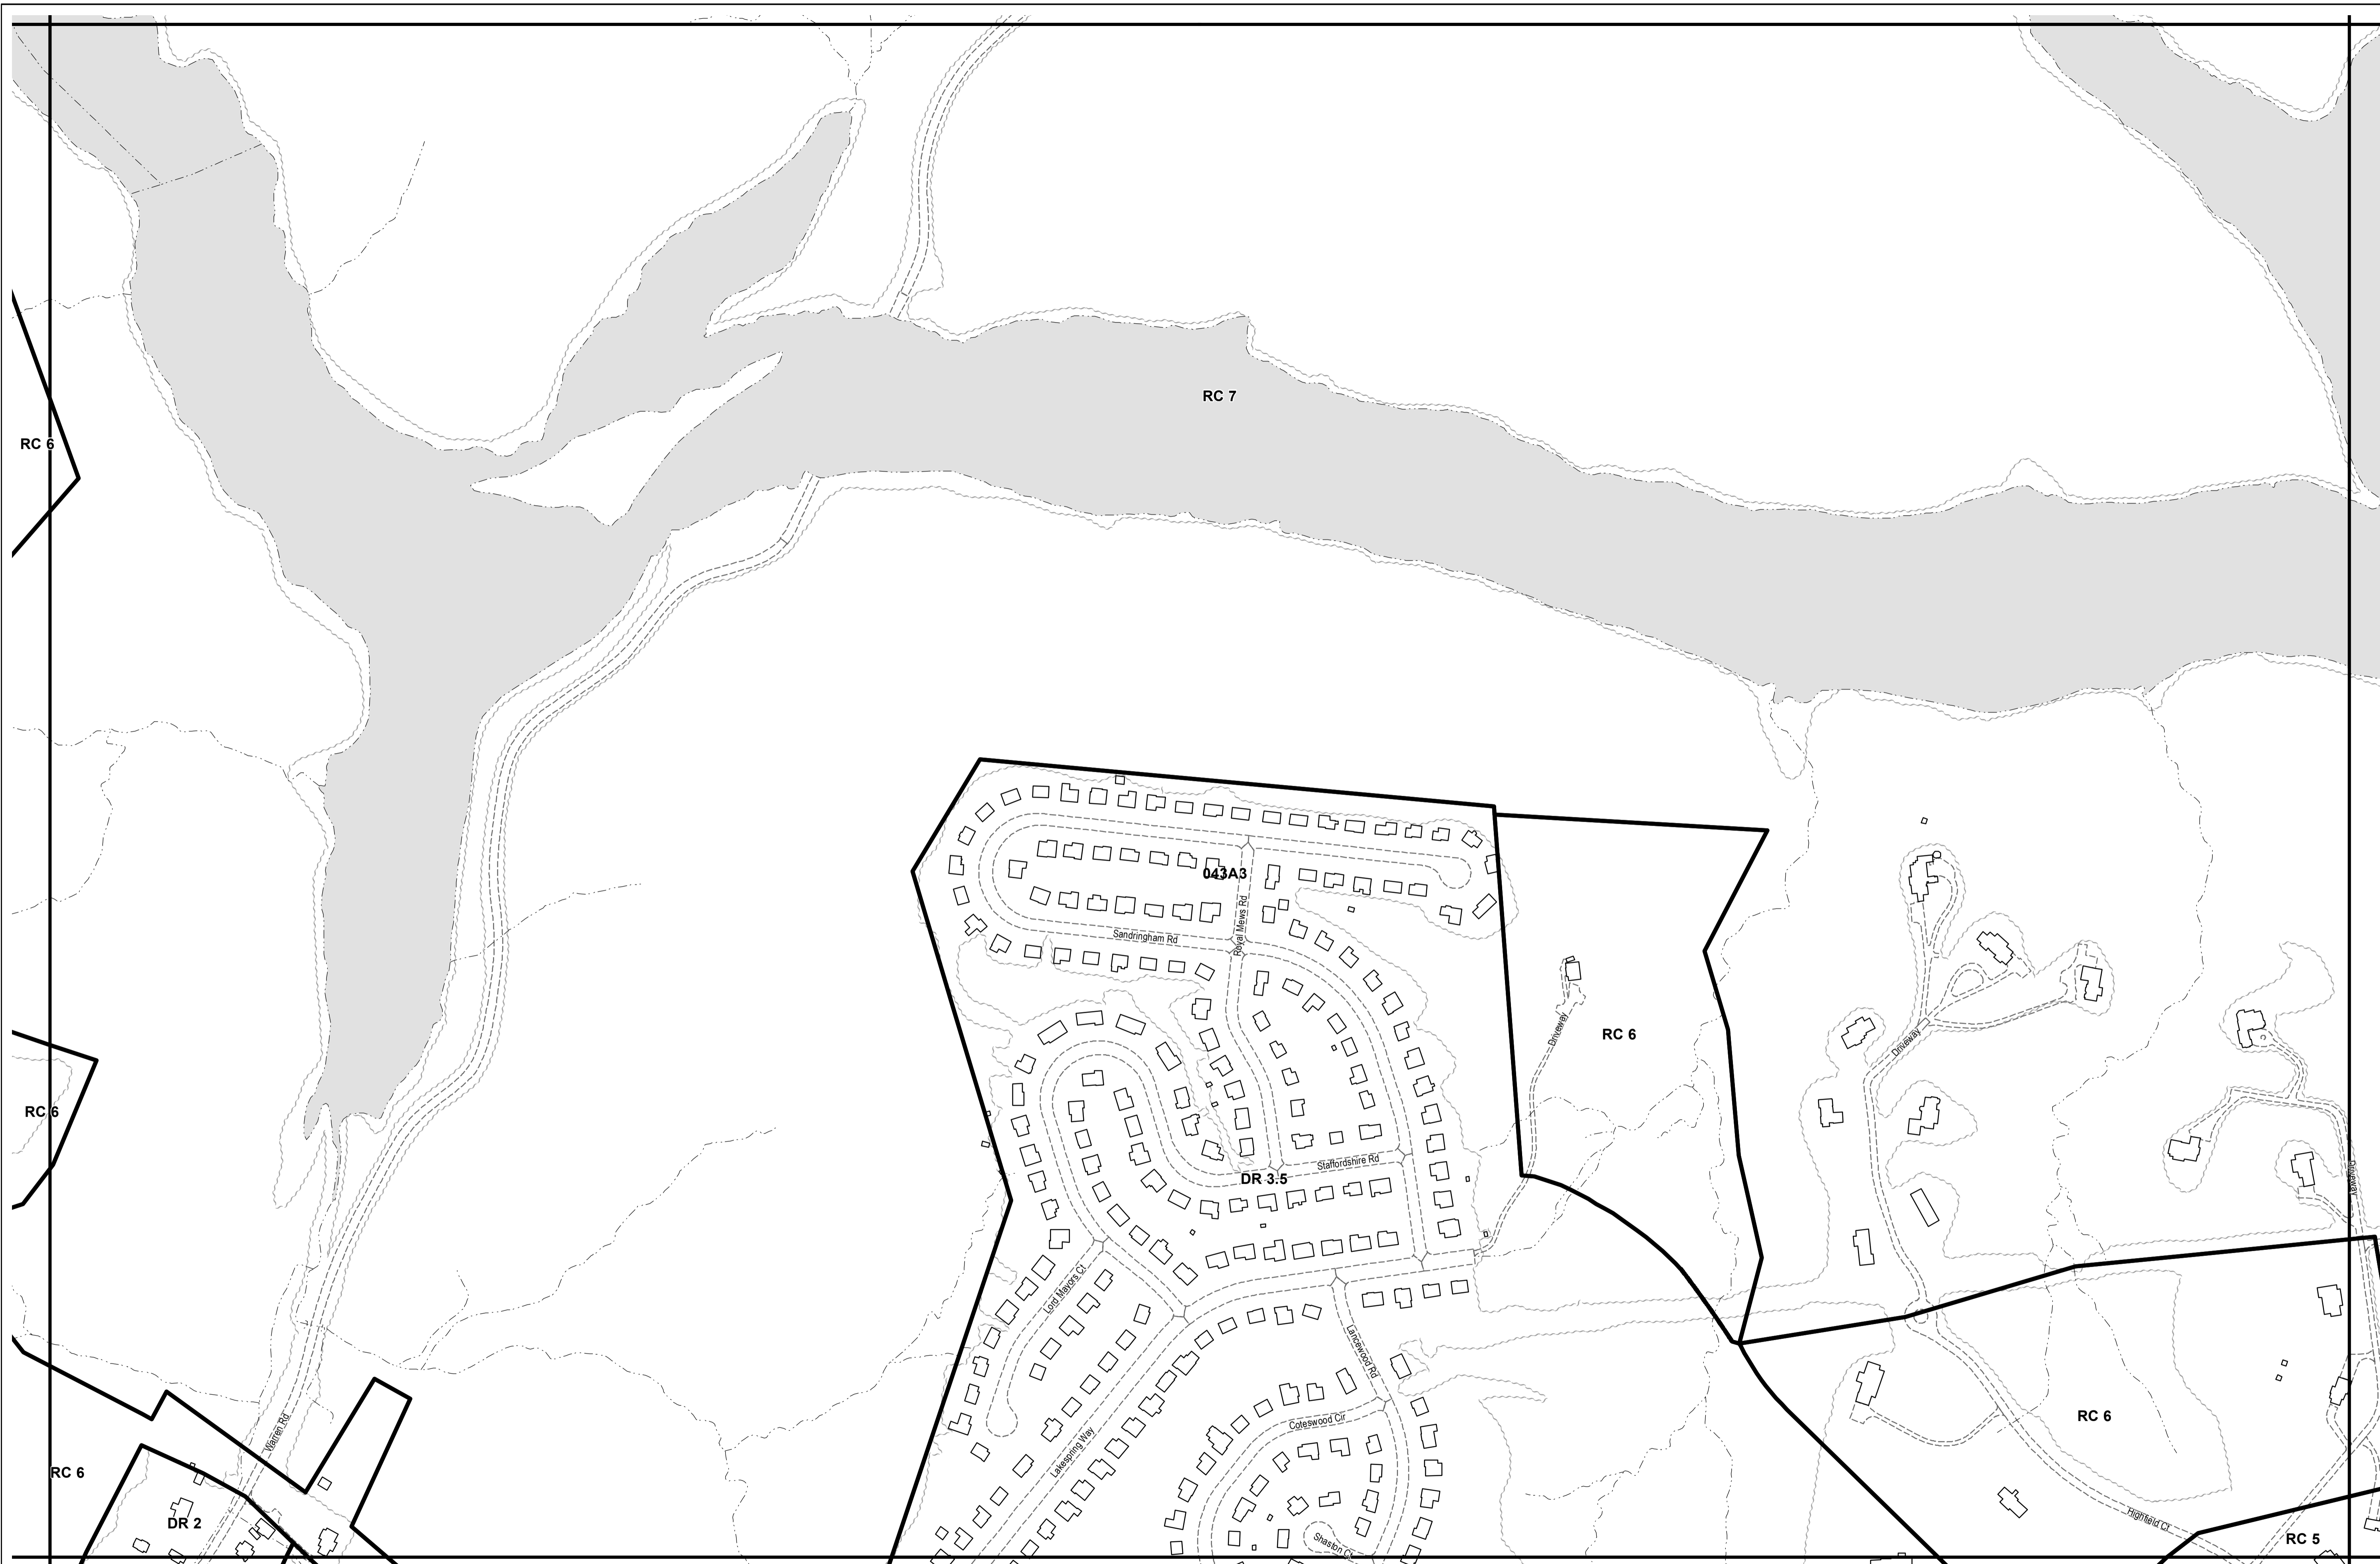 RC 7
RC 6
043A3
Royal Mews Rd
Sandringham Rd
Driveway
RC 6
Driveway
RC 6
Staffordshire Rd
Driveway
DR 3.5
Lord Mayors Ct
Lancewood Rd
Warren Rd
Coteswood Cir
RC 6
Lakespring Way
RC 6
DR 2
Highfield Ct
Shaston Ct
RC 5